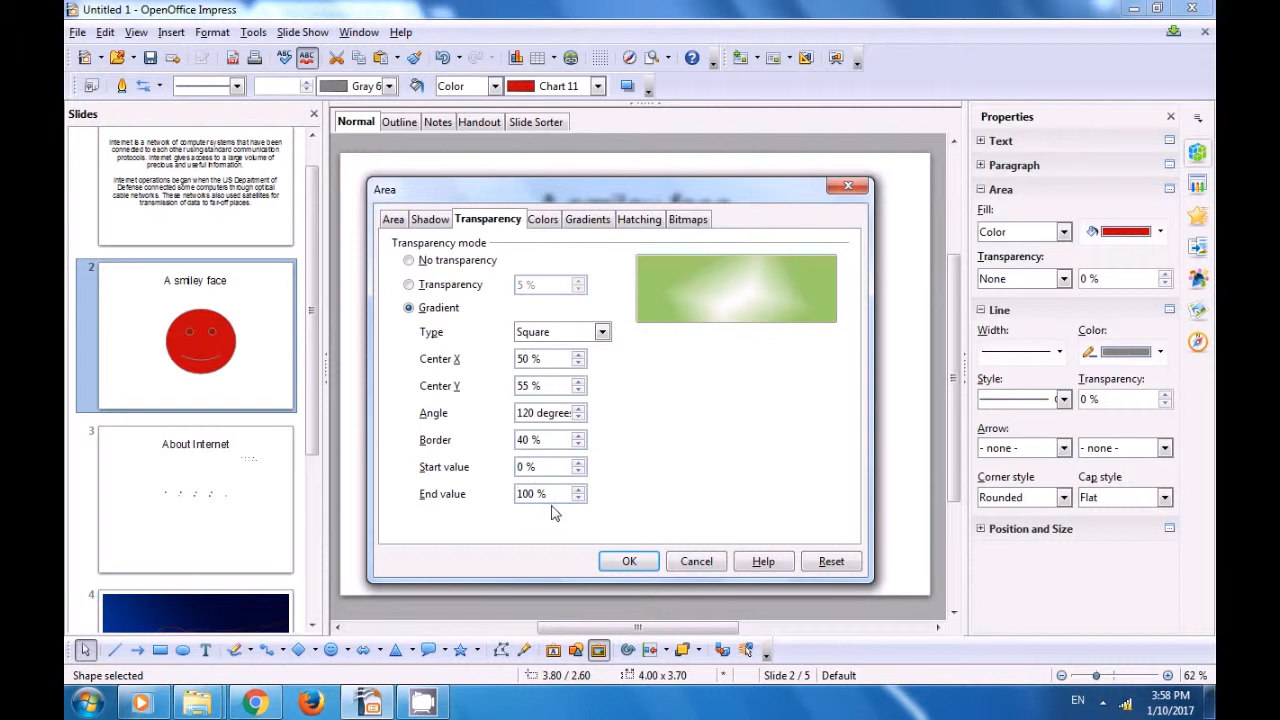 Untitled 1 - OpenOffice Impress
File Edit View Insert Format Tools Slide Show Window Help
Gray 6 Color Chart 11
Slides
Internet is a network of computer systems that have been
connected to each other using standard communication
protocols. Internet gives access to a large volume of
precious and useful information.
Internet operations began when the US Department of
Defense connected some computers through optical
cable networks. These networks also used satellites for
transmission of data to far-off places.
2
A smiley face
3
About Internet
4
Normal Outline Notes Handout Slide Sorter
A smiley face
Area
Area Shadow Transparency Colors Gradients Hatching Bitmaps
Transparency mode
No transparency
Transparency 5 %
Gradient
Type Square
Center X 50 %
Center Y 55 %
Angle 120 degrees
Border 40 %
Start value 0 %
End value 100 %
OK Cancel Help Reset
Properties
Text
Paragraph
Area
Fill:
Color
Transparency:
None 0 %
Line
Width: Color:
Style: Transparency:
0 %
Arrow:
- none - - none -
Corner style Cap style
Rounded Flat
Position and Size
Shape selected 3.80 / 2.60 4.00 x 3.70 * Slide 2 / 5 Default 62 %
EN 3:58 PM
1/10/2017